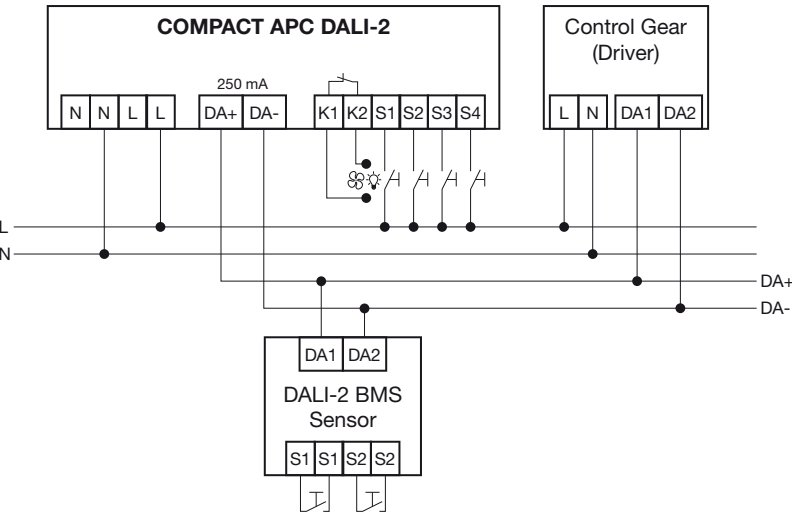 COMPACT APC DALI-2
Control Gear
(Driver)
250 mA
N N L L DA+ DA- K1 K2 S1 S2 S3 S4
L N DA1 DA2
L
N
DA+
DA-
DA1 DA2
DALI-2 BMS
Sensor
S1 S1 S2 S2